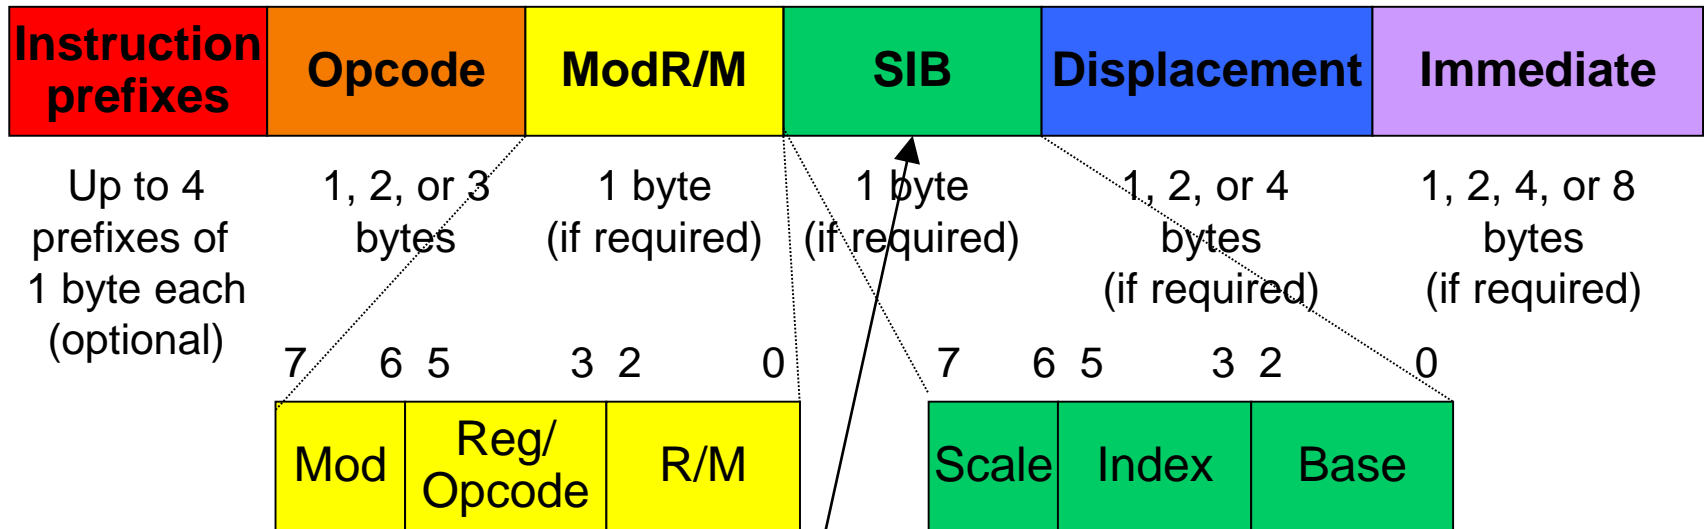 Instruction prefixes
Opcode
ModR/M
SIB
Displacement
Immediate
Up to 4
prefixes of
1 byte each
(optional)
1, 2, or 3
bytes
1 byte
(if required)
1 byte
(if required)
1, 2, or 4
bytes
(if required)
1, 2, 4, or 8
bytes
(if required)
7 6 5 3 2 0
Mod
Reg/
Opcode
R/M
7 6 5 3 2 0
Scale
Index
Base